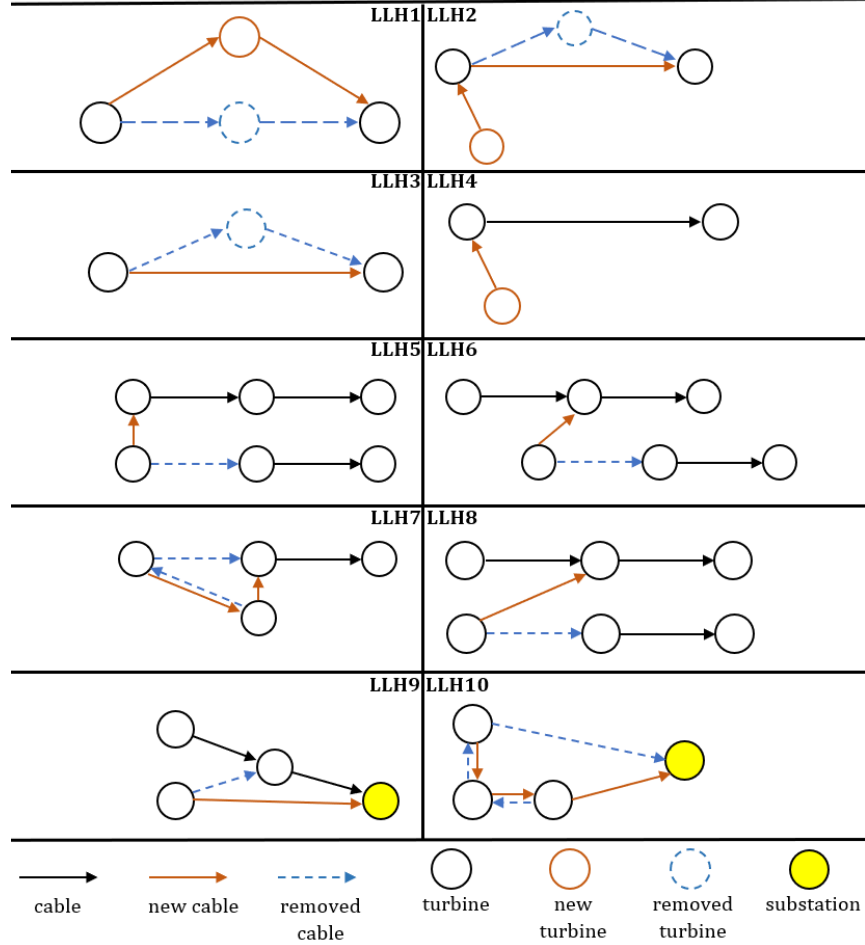 LLH1 LLH2
LLH3 LLH4
LLH5 LLH6
LLH7 LLH8
LLH9 LLH10
cable
new cable
removed
cable
turbine
new
turbine
removed
turbine
substation